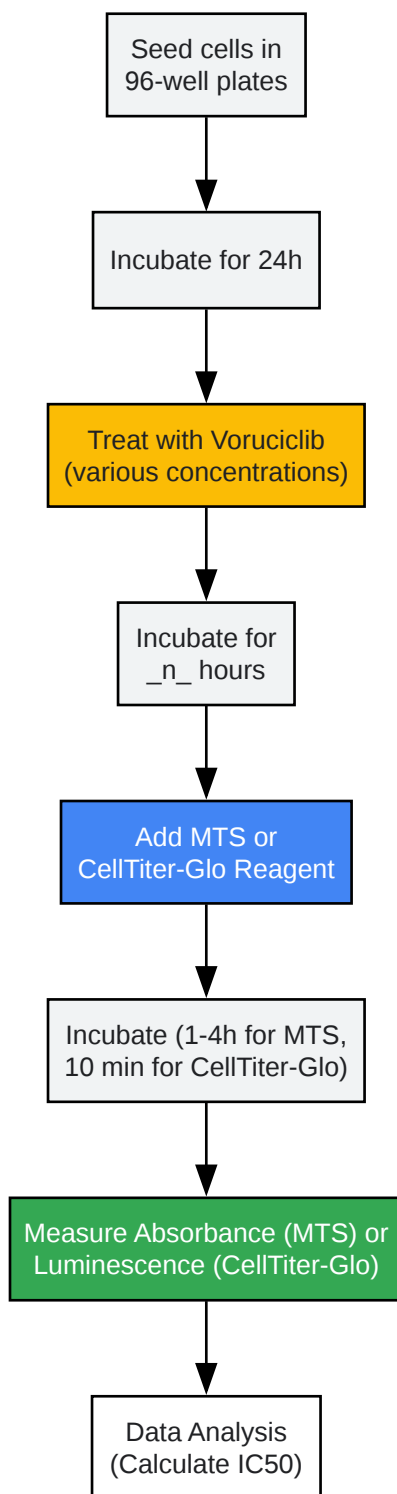 Seed cells in
96-well plates
Incubate for 24h
Treat with Voruciclib
(various concentrations)
Incubate for
_n_ hours
Add MTS or
CellTiter-Glo Reagent
Incubate (1-4h for MTS,
10 min for CellTiter-Glo)
Measure Absorbance (MTS) or
Luminescence (CellTiter-Glo)
Data Analysis
(Calculate IC50)